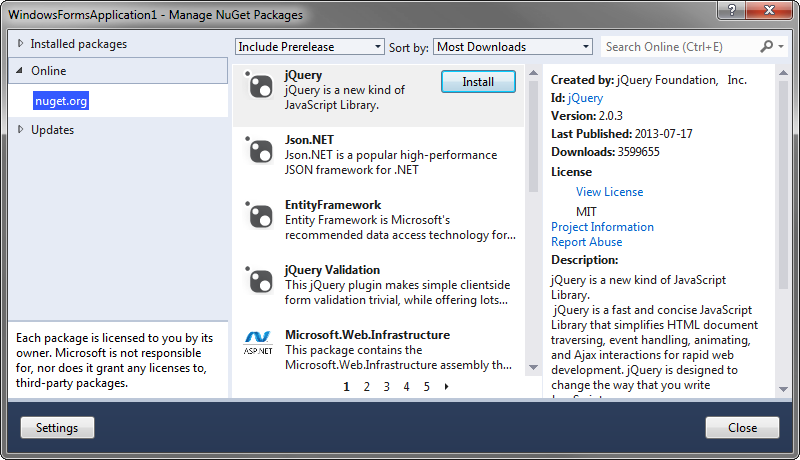 WindowsFormsApplication1 - Manage NuGet Packages
Installed packages
Online
nuget.org
Updates
Each package is licensed to you by its
owner. Microsoft is not responsible
for, nor does it grant any licenses to,
third-party packages.
Include Prerelease
Sort by:
Most Downloads
Search Online (Ctrl+E)
jQuery
jQuery is a new kind of
JavaScript Library.
Install
Json.NET
Json.NET is a popular high-performance
JSON framework for .NET
EntityFramework
Entity Framework is Microsoft's
recommended data access technology for...
jQuery Validation
This jQuery plugin makes simple clientside
form validation trivial, while offering lots...
ASP.NET
Microsoft.Web.Infrastructure
This package contains the
Microsoft.Web.Infrastructure assembly th...
1 2 3 4 5
Created by: jQuery Foundation, Inc.
Id: jQuery
Version: 2.0.3
Last Published: 2013-07-17
Downloads: 3599655
License
View License
MIT
Project Information
Report Abuse
Description:
jQuery is a new kind of JavaScript
Library.
jQuery is a fast and concise JavaScript
Library that simplifies HTML document
traversing, event handling, animating,
and Ajax interactions for rapid web
development. jQuery is designed to
change the way that you write
Settings
Close